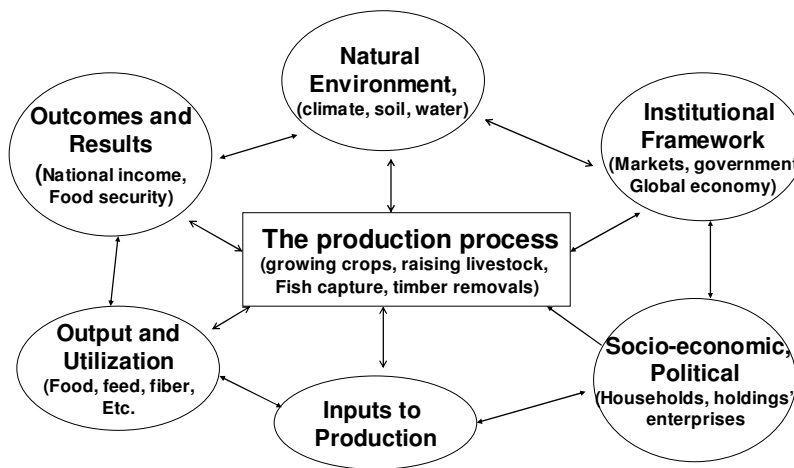 Natural
Environment,
(climate, soil, water)
Outcomes and
Results
(National income,
Food security)
Institutional
Framework
(Markets, government
Global economy)
The production process
(growing crops, raising livestock,
Fish capture, timber removals)
Output and
Utilization
(Food, feed, fiber,
Etc.
Inputs to
Production
Socio-economic,
Political
(Households, holdings'
enterprises